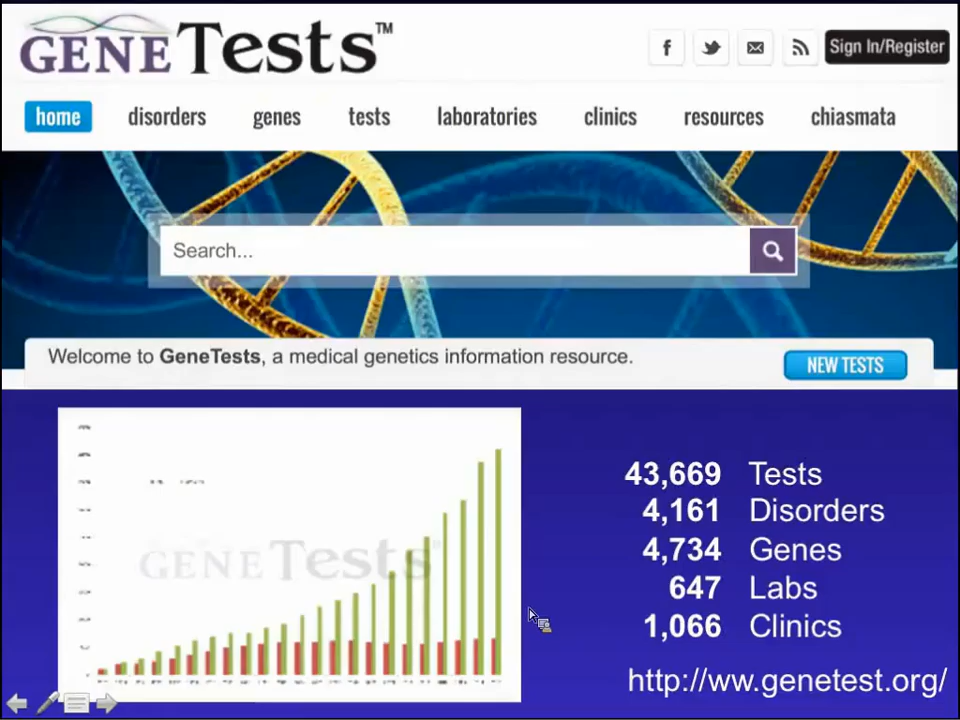 GENETests™
Sign In/Register
home disorders genes tests laboratories clinics resources chiasmata
Search...
Welcome to GeneTests, a medical genetics information resource.
NEW TESTS
GENETests
43,669 Tests
4,161 Disorders
4,734 Genes
647 Labs
1,066 Clinics
http://ww.genetest.org/